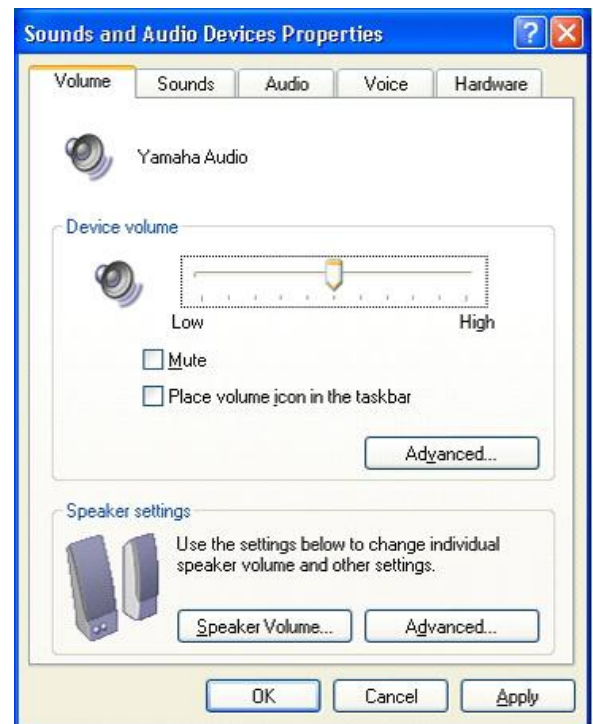 Sounds and Audio Devices Properties
?
Volume Sounds Audio Voice Hardware
Yamaha Audio
Device volume
Low High
Mute
Place volume icon in the taskbar
Advanced...
Speaker settings
Use the settings below to change individual
speaker volume and other settings.
Speaker Volume... Advanced...
OK Cancel Apply